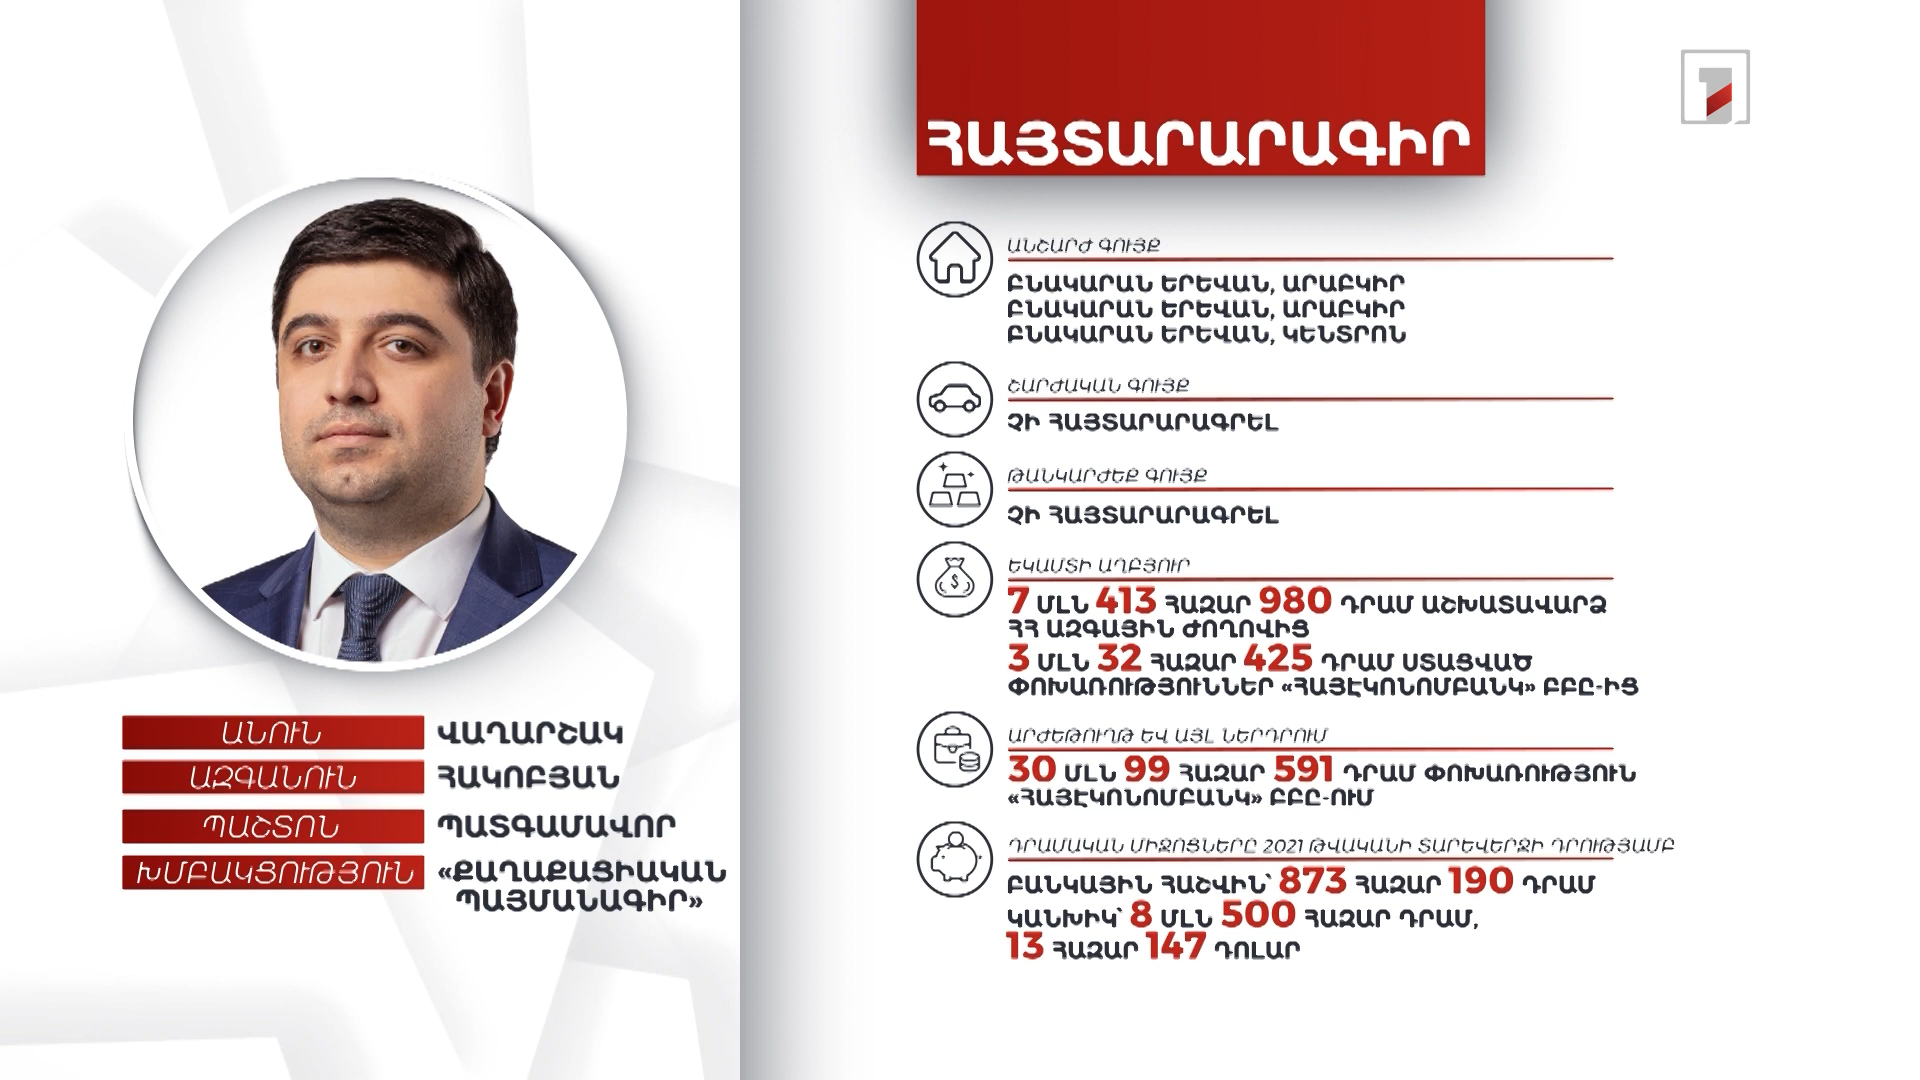 ՀԱՅՏԱՐԱՐԱԳԻՐ
ԱՆՈՒՆ ՎԱՂԱՐՇԱԿ
ԱԶԳԱՆՈՒՆ ՀԱԿՈԲՅԱՆ
ՊԱՇՏՈՆ ՊԱՏԳԱՄԱՎՈՐ
ԽՄԲԱԿՑՈՒԹՅՈՒՆ «ՔԱՂԱՔԱՑԻԱԿԱՆ
ՊԱՅՄԱՆԱԳԻՐ»
ԱՆՇԱՐԺ ԳՈՒՅՔ
ԲՆԱԿԱՐԱՆ ԵՐԵՎԱՆ, ԱՐԱԲԿԻՐ
ԲՆԱԿԱՐԱՆ ԵՐԵՎԱՆ, ԱՐԱԲԿԻՐ
ԲՆԱԿԱՐԱՆ ԵՐԵՎԱՆ, ԿԵՆՏՐՈՆ
ՇԱՐԺԱԿԱՆ ԳՈՒՅՔ
ՉԻ ՀԱՅՏԱՐԱՐԱԳՐԵԼ
ԹԱՆԿԱՐԺԵՔ ԳՈՒՅՔ
ՉԻ ՀԱՅՏԱՐԱՐԱԳՐԵԼ
ԵԿԱՄՏԻ ԱՂԲՅՈՒՐ
7 ՄԼՆ 413 ՀԱԶԱՐ 980 ԴՐԱՄ ԱՇԽԱՏԱՎԱՐՁ
ՀՀ ԱԶԳԱՅԻՆ ԺՈՂՈՎԻՑ
3 ՄԼՆ 32 ՀԱԶԱՐ 425 ԴՐԱՄ ՍՏԱՑՎԱԾ
ՓՈԽԱՌՈՒԹՅՈՒՆՆԵՐ «ՀԱՅԷԿՈՆՈՄԲԱՆԿ» ԲԲԸ-ԻՑ
ԱՐԺԵԹՈՒՂԹ ԵՎ ԱՅԼ ՆԵՐԴՐՈՒՄ
30 ՄԼՆ 99 ՀԱԶԱՐ 591 ԴՐԱՄ ՓՈԽԱՌՈՒԹՅՈՒՆ
«ՀԱՅԷԿՈՆՈՄԲԱՆԿ» ԲԲԸ-ՈՒՄ
ԴՐԱՄԱԿԱՆ ՄԻՋՈՑՆԵՐԸ 2021 ԹՎԱԿԱՆԻ ՏԱՐԵՎԵՐՋԻ ԴՐՈՒԹՅԱՄԲ
ԲԱՆԿԱՅԻՆ ՀԱՇՎԻՆ՝ 873 ՀԱԶԱՐ 190 ԴՐԱՄ
ԿԱՆԽԻԿ՝ 8 ՄԼՆ 500 ՀԱԶԱՐ ԴՐԱՄ,
13 ՀԱԶԱՐ 147 ԴՈԼԱՐ